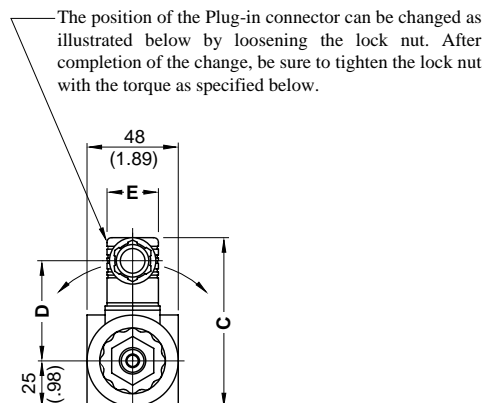 The position of the Plug-in connector can be changed as
illustrated below by loosening the lock nut. After
completion of the change, be sure to tighten the lock nut
with the torque as specified below.
48
(1.89)
E
D
C
25
(.98)